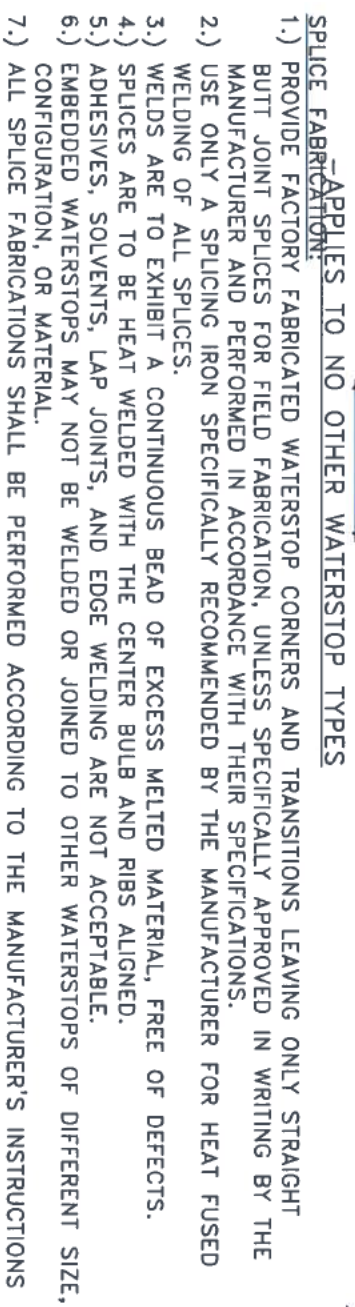 —APPLIES TO NO OTHER WATERSTOP TYPES
SPLICE FABRICATION:
1.) PROVIDE FACTORY FABRICATED WATERSTOP CORNERS AND TRANSITIONS LEAVING ONLY STRAIGHT
BUTT JOINT SPLICES FOR FIELD FABRICATION, UNLESS SPECIFICALLY APPROVED IN WRITING BY THE
MANUFACTURER AND PERFORMED IN ACCORDANCE WITH THEIR SPECIFICATIONS.
2.) USE ONLY A SPLICING IRON SPECIFICALLY RECOMMENDED BY THE MANUFACTURER FOR HEAT FUSED
WELDING OF ALL SPLICES.
3.) WELDS ARE TO EXHIBIT A CONTINUOUS BEAD OF EXCESS MELTED MATERIAL, FREE OF DEFECTS.
4.) SPLICES ARE TO BE HEAT WELDED WITH THE CENTER BULB AND RIBS ALIGNED.
5.) ADHESIVES, SOLVENTS, LAP JOINTS, AND EDGE WELDING ARE NOT ACCEPTABLE.
6.) EMBEDDED WATERSTOPS MAY NOT BE WELDED OR JOINED TO OTHER WATERSTOPS OF DIFFERENT SIZE,
CONFIGURATION, OR MATERIAL.
7.) ALL SPLICE FABRICATIONS SHALL BE PERFORMED ACCORDING TO THE MANUFACTURER'S INSTRUCTIONS